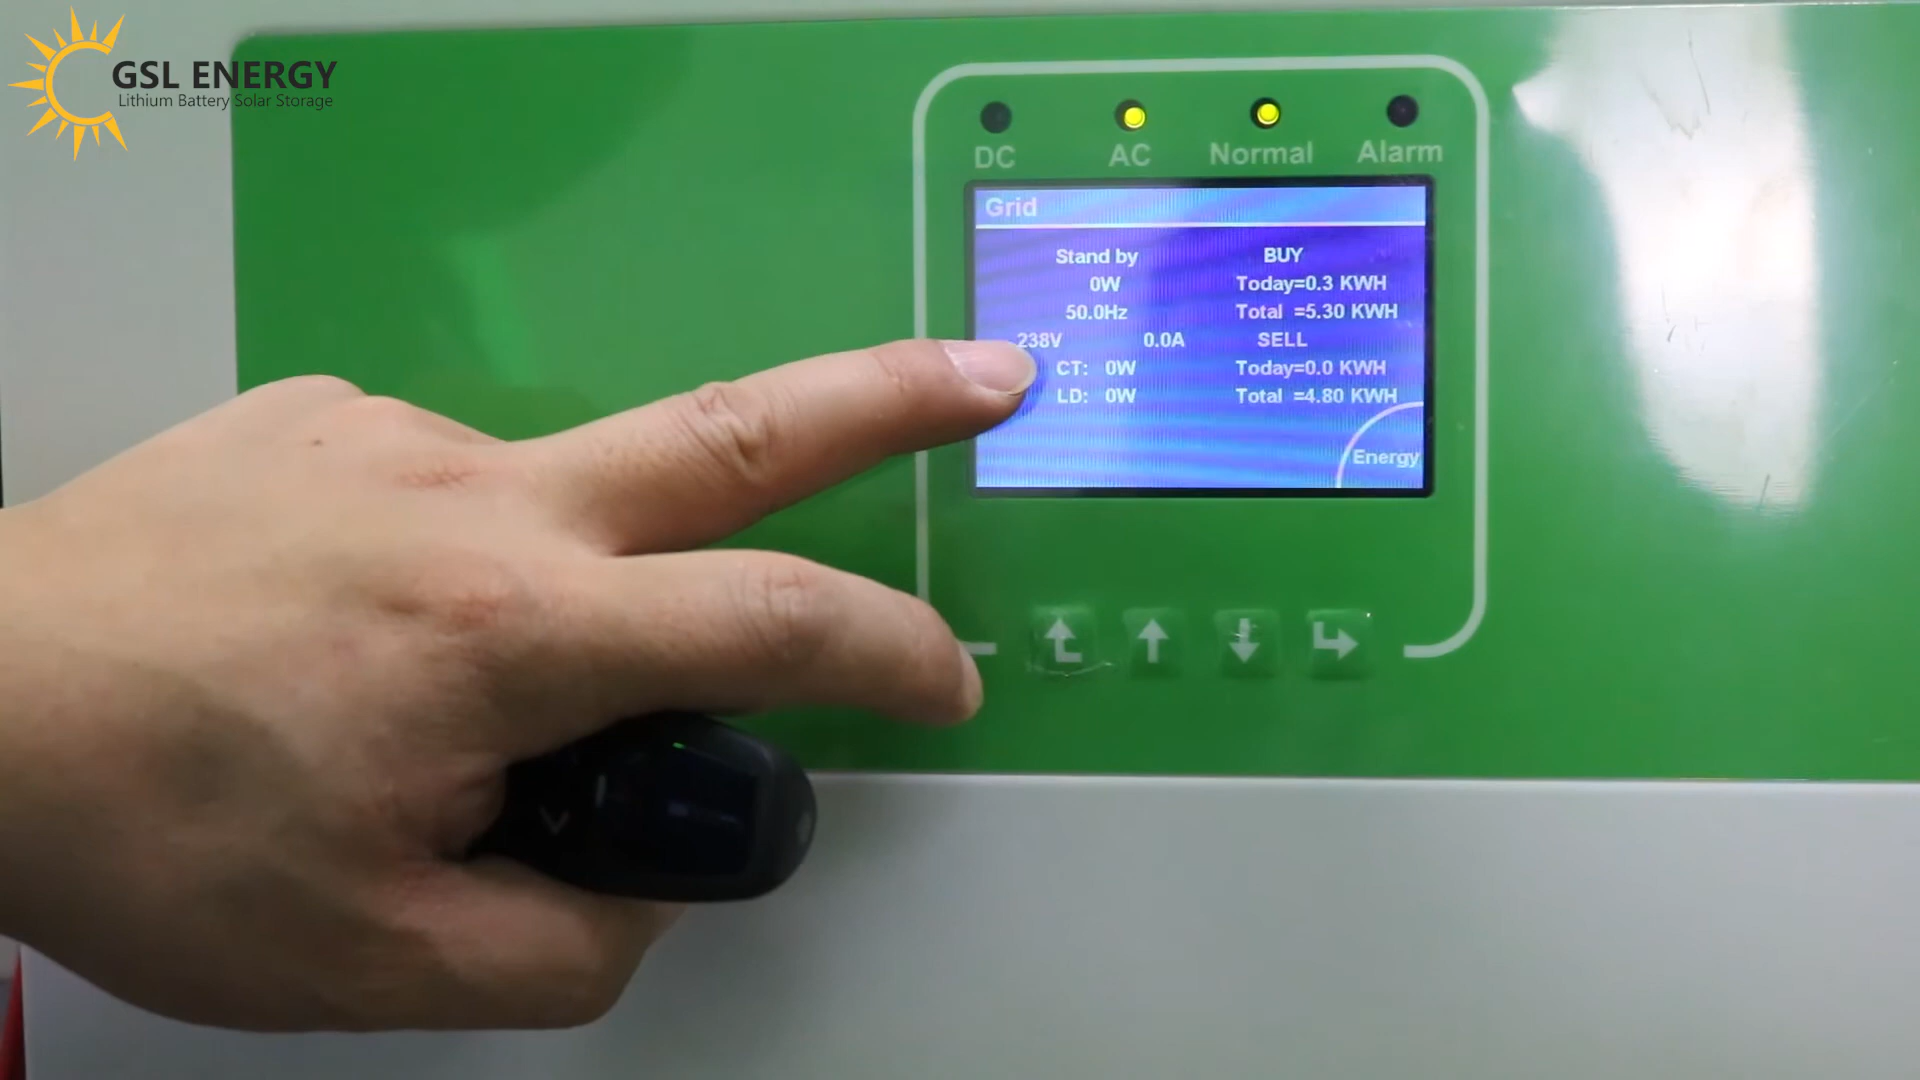 GSL ENERGY
Lithium Battery Solar Storage
DC AC Normal Alarm
Grid
Stand by BUY
0W Today=0.3 KWH
50.0Hz Total =5.30 KWH
238V 0.0A SELL
CT: 0W Today=0.0 KWH
LD: 0W Total =4.80 KWH
Energy